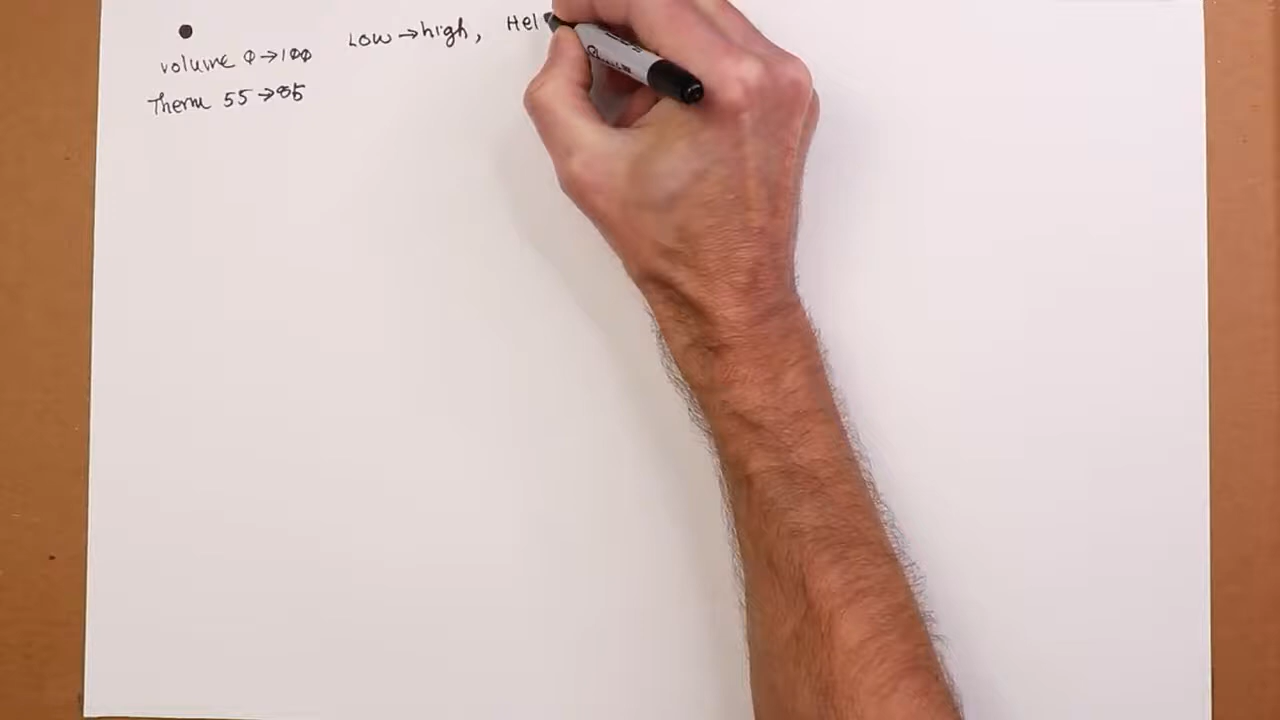 Low → high, Hel
volume 0 → 100
Therm 55 → 85